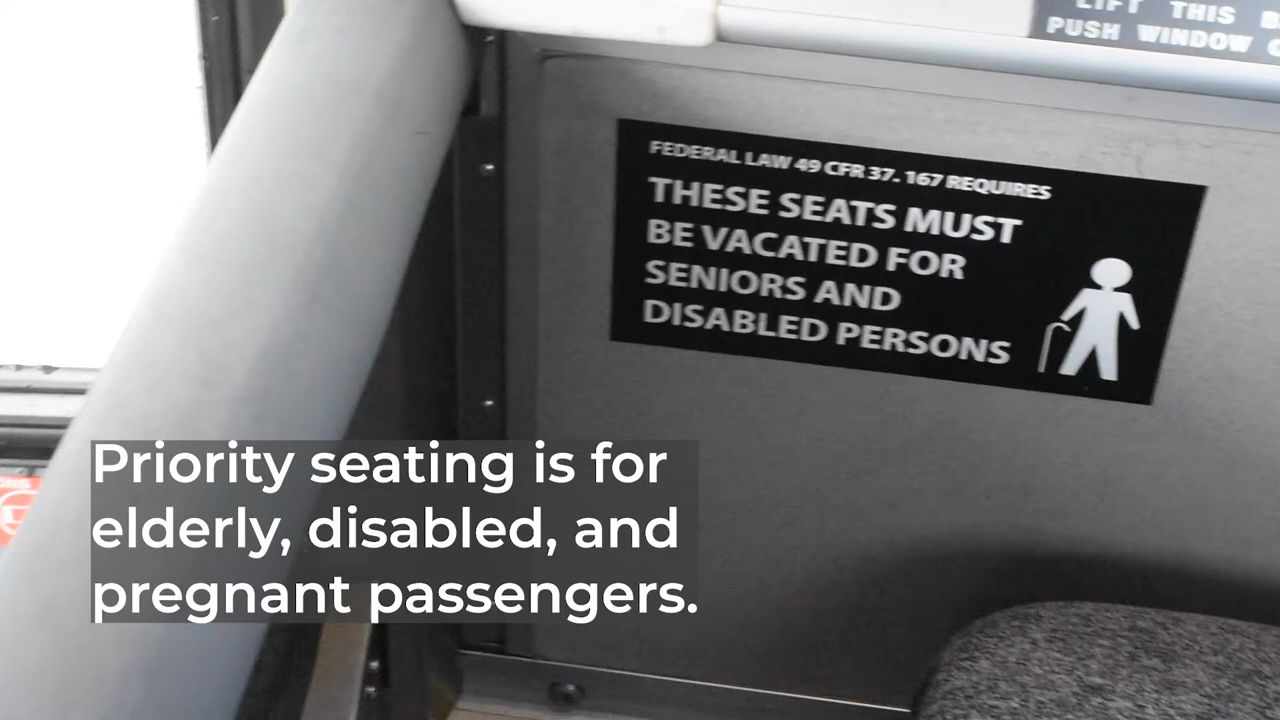 LIFT THIS
PUSH WINDOW
FEDERAL LAW 49 CFR 37. 167 REQUIRES
THESE SEATS MUST
BE VACATED FOR
SENIORS AND
DISABLED PERSONS
Priority seating is for
elderly, disabled, and
pregnant passengers.